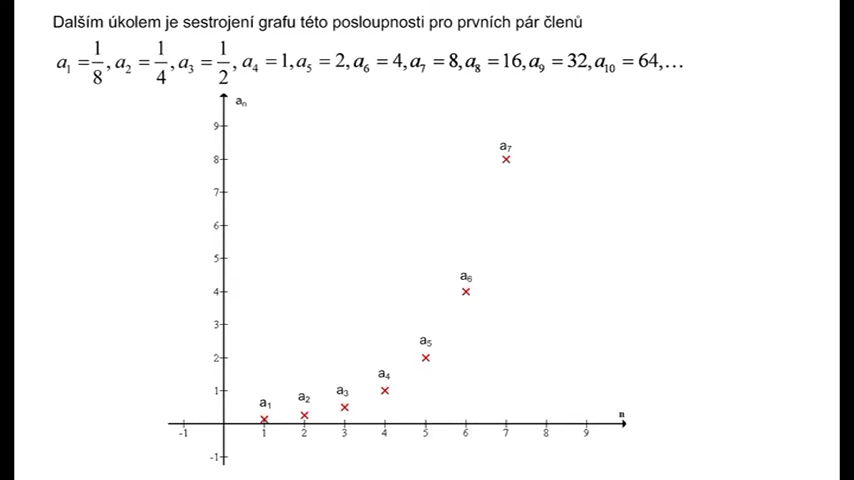 Dalším úkolem je sestrojení grafu této posloupnosti pro prvních pár členů
a₁ = 1/8, a₂ = 1/4, a₃ = 1/2, a₄ = 1, a₅ = 2, a₆ = 4, a₇ = 8, a₈ = 16, a₉ = 32, a₁₀ = 64, …
aₙ
9
a₇
8
7
6
5
a₆
4
3
a₅
2
a₄
1
a₃
a₂
a₁
n
-1 1 2 3 4 5 6 7 8 9
-1